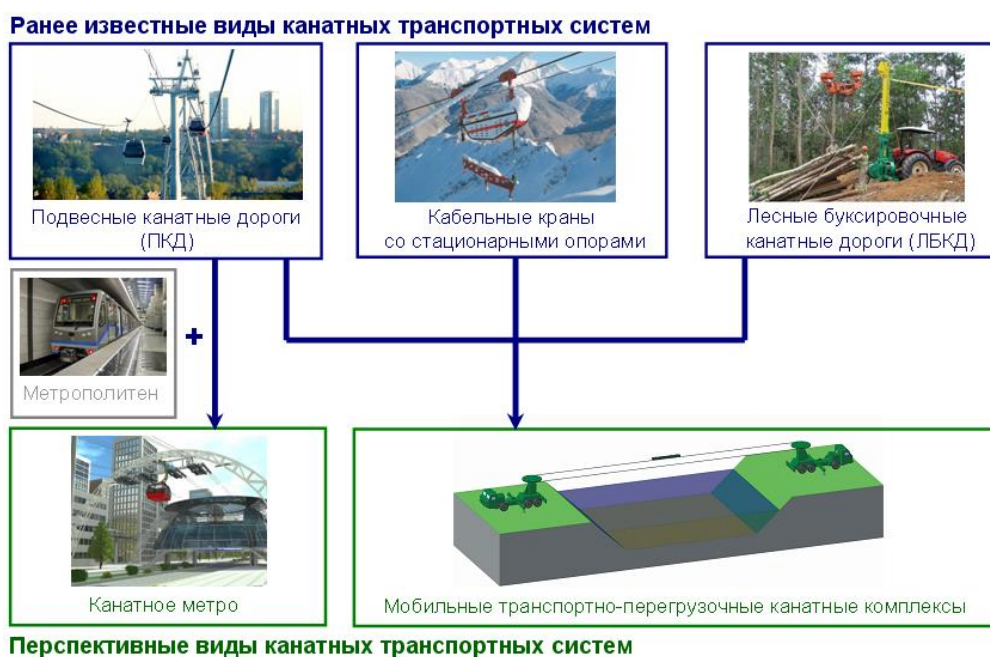 Ранее известные виды канатных транспортных систем
Подвесные канатные дороги
(ПКД)
Кабельные краны
со стационарными опорами
Лесные буксировочные
канатные дороги (ЛБКД)
+
Метрополитен
Канатное метро
Мобильные транспортно-перегрузочные канатные комплексы
Перспективные виды канатных транспортных систем